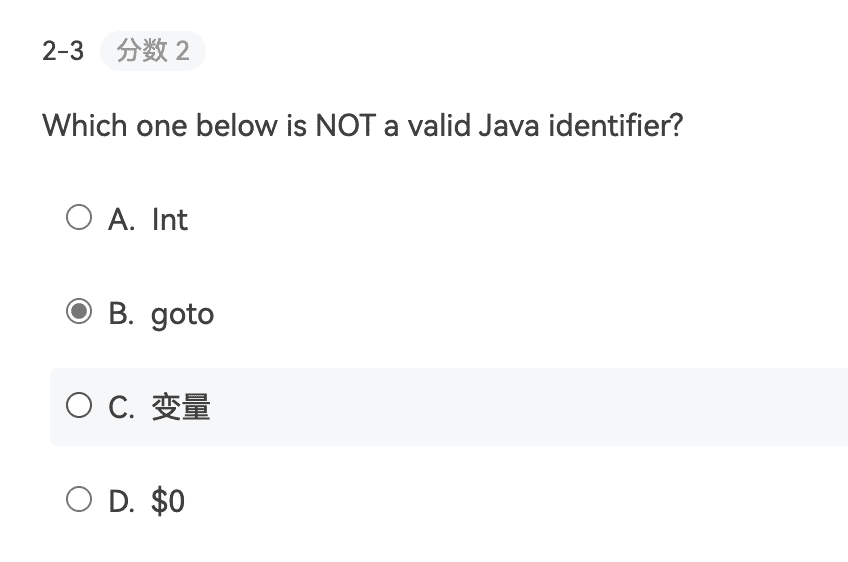 2-3 分数 2
Which one below is NOT a valid Java identifier?
A. Int
B. goto
C. 变量
D. $0